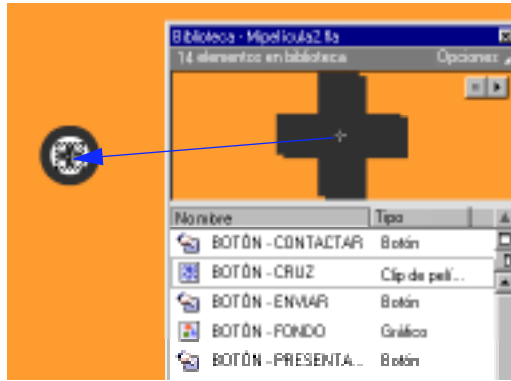 Biblioteca - Mipelicula2.fla
14 elementos en biblioteca Opciones
Nombre Tipo
BOTÓN - CONTACTAR Botón
BOTÓN - CRUZ Clip de pelí...
BOTÓN - ENVIAR Botón
BOTÓN - FONDO Gráfico
BOTÓN - PRESENTA... Botón